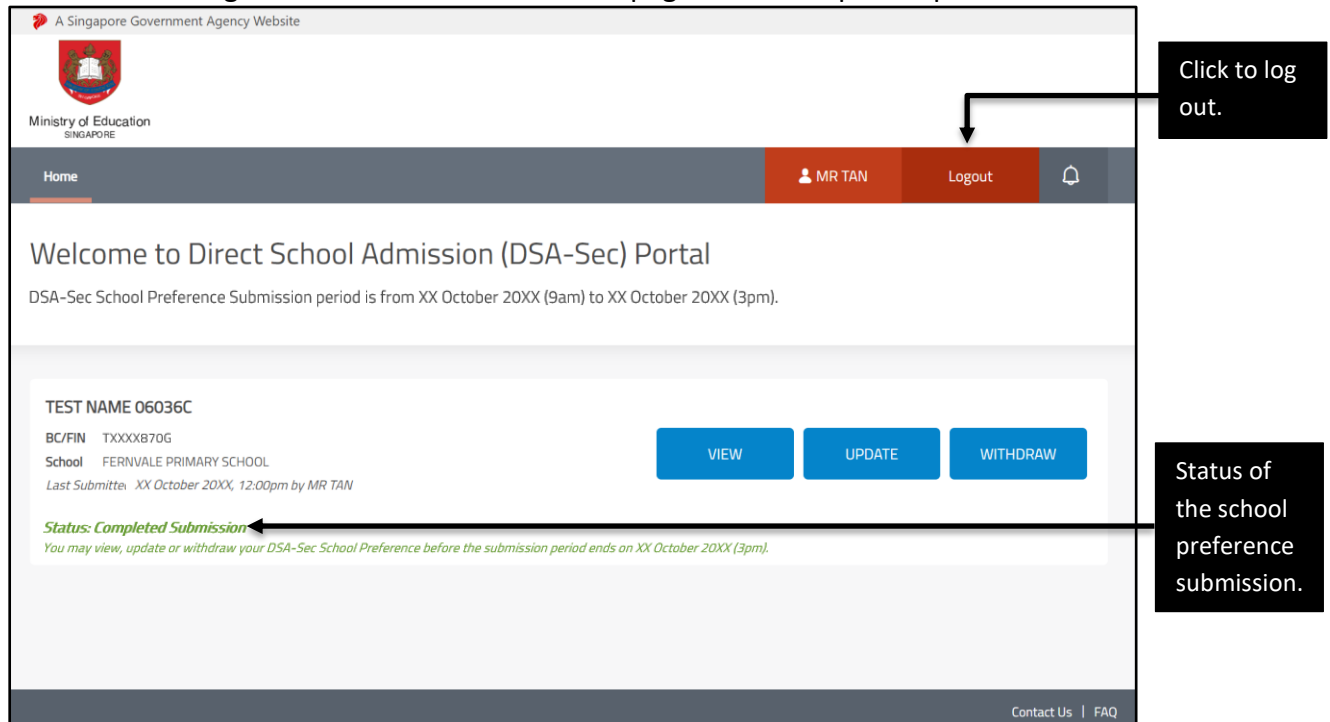 A Singapore Government Agency Website
Ministry of Education
SINGAPORE
Click to log
out.
Home
MR TAN
Logout
Welcome to Direct School Admission (DSA-Sec) Portal
DSA-Sec School Preference Submission period is from XX October 20XX (9am) to XX October 20XX (3pm).
TEST NAME 06036C
BC/FIN TXXXX870G
School FERNVALE PRIMARY SCHOOL
Last Submitte XX October 20XX, 12:00pm by MR TAN
VIEW
UPDATE
WITHDRAW
Status: Completed Submission
You may view, update or withdraw your DSA-Sec School Preference before the submission period ends on XX October 20XX (3pm).
Status of
the school
preference
submission.
Contact Us | FAQ